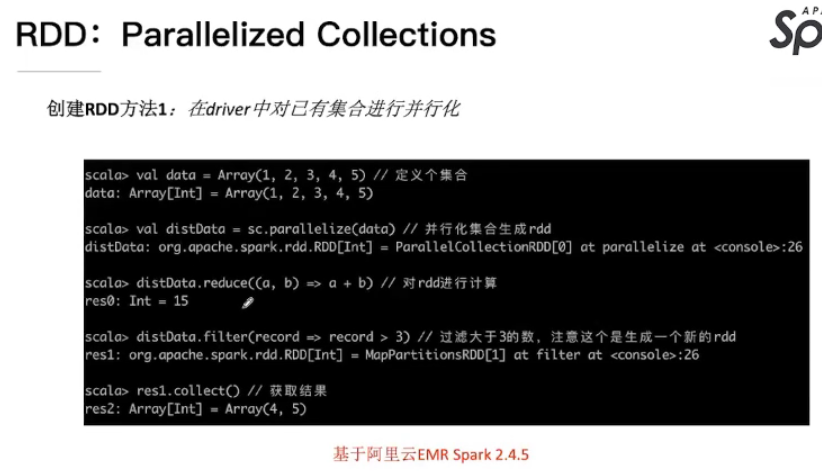 RDD：Parallelized Collections
创建RDD方法1：在driver中对已有集合进行并行化
scala> val data = Array(1, 2, 3, 4, 5) // 定义个集合
data: Array[Int] = Array(1, 2, 3, 4, 5)
scala> val distData = sc.parallelize(data) // 并行化集合生成rdd
distData: org.apache.spark.rdd.RDD[Int] = ParallelCollectionRDD[0] at parallelize at <console>:26
scala> distData.reduce((a, b) => a + b) // 对rdd进行计算
res0: Int = 15
scala> distData.filter(record => record > 3) // 过滤大于3的数，注意这个是生成一个新的rdd
res1: org.apache.spark.rdd.RDD[Int] = MapPartitionsRDD[1] at filter at <console>:26
scala> res1.collect() // 获取结果
res2: Array[Int] = Array(4, 5)
基于阿里云EMR Spark 2.4.5